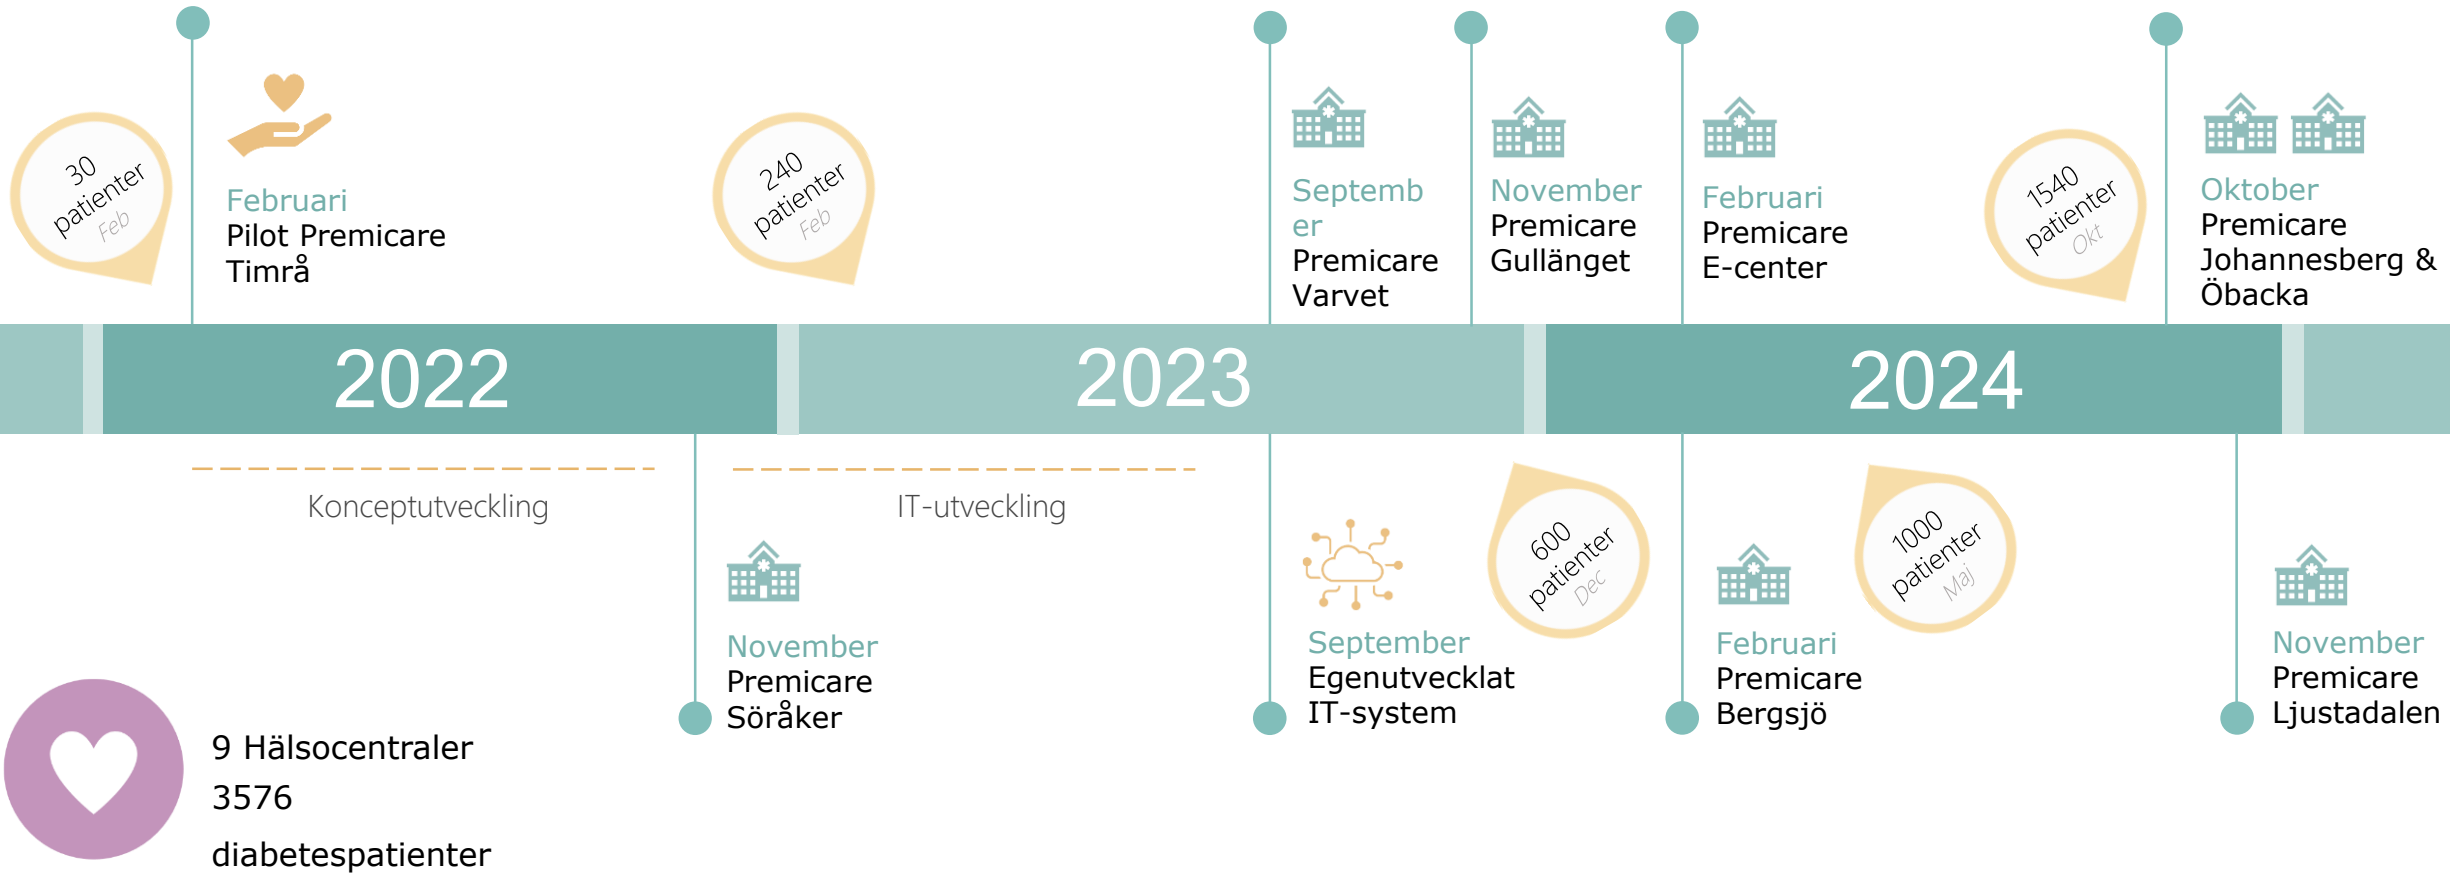 30
patienter
Feb
Februari
Pilot Premicare
Timrå
240
patienter
Feb
Septemb
er
Premicare
Varvet
November
Premicare
Gullänget
Februari
Premicare
E-center
1540
patienter
Okt
Oktober
Premicare
Johannesberg &
Öbacka
2022
2023
2024
Konceptutveckling
IT-utveckling
November
Premicare
Söråker
September
Egenutvecklat
IT-system
600
patienter
Dec
Februari
Premicare
Bergsjö
1000
patienter
Maj
November
Premicare
Ljustadalen
9 Hälsocentraler
3576
diabetespatienter